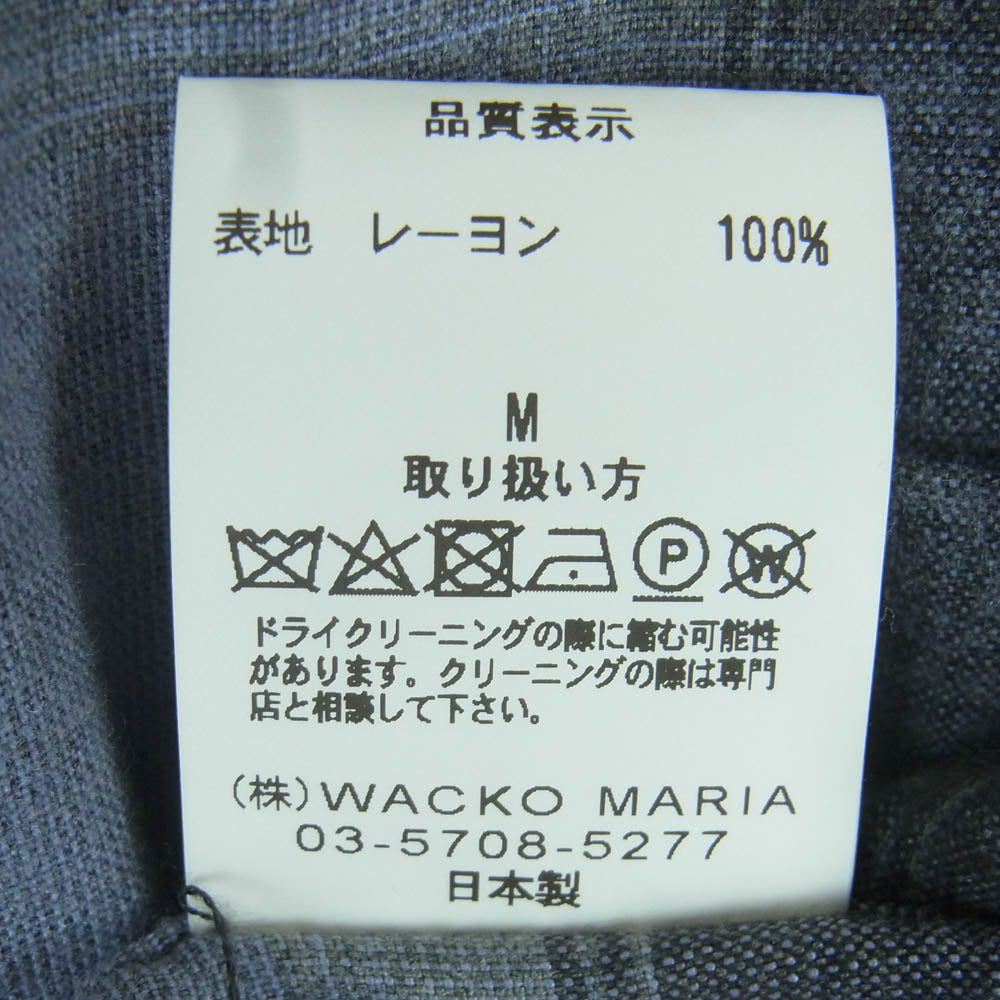 品質表示
表地 レーヨン 100%
M
取り扱い方
P W
ドライクリーニングの際に縮む可能性
があります。クリーニングの際は専門
店と相談して下さい。
(株)WACKO MARIA
03-5708-5277
日本製